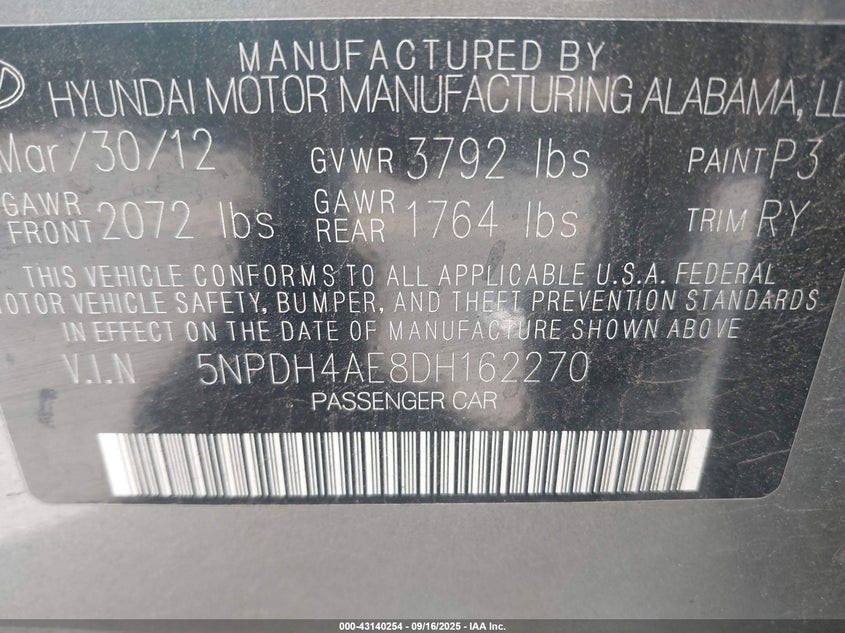 MANUFACTURED BY
HYUNDAI MOTOR MANUFACTURING ALABAMA, LL
Mar/30/12 GVWR 3792 lbs PAINT P3
GAWR FRONT 2072 lbs GAWR REAR 1764 lbs TRIM RY
THIS VEHICLE CONFORMS TO ALL APPLICABLE U.S.A. FEDERAL
MOTOR VEHICLE SAFETY, BUMPER, AND THEFT PREVENTION STANDARDS
IN EFFECT ON THE DATE OF MANUFACTURE SHOWN ABOVE
V.I.N 5NPDH4AE8DH162270
PASSENGER CAR
000-43140254 - 09/16/2025 - IAA Inc.